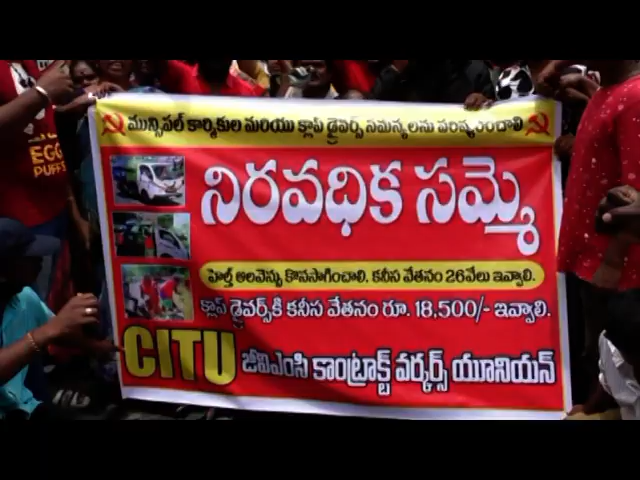 EGG
PUFFS
మున్సిపల్ కార్మికుల మరియు క్లాప్ డ్రైవర్స్ సమస్యలను పరిష్కరించాలి
నిరవధిక సమ్మె
హెల్త్ అలవెన్సు కొనసాగించాలి. కనీస వేతనం 26వేలు ఇవ్వాలి.
క్లాప్ డ్రైవర్స్‌కి కనీస వేతనం రూ. 18,500/- ఇవ్వాలి.
CITU జీవిఎంసి కాంట్రాక్ట్ వర్కర్స్ యూనియన్